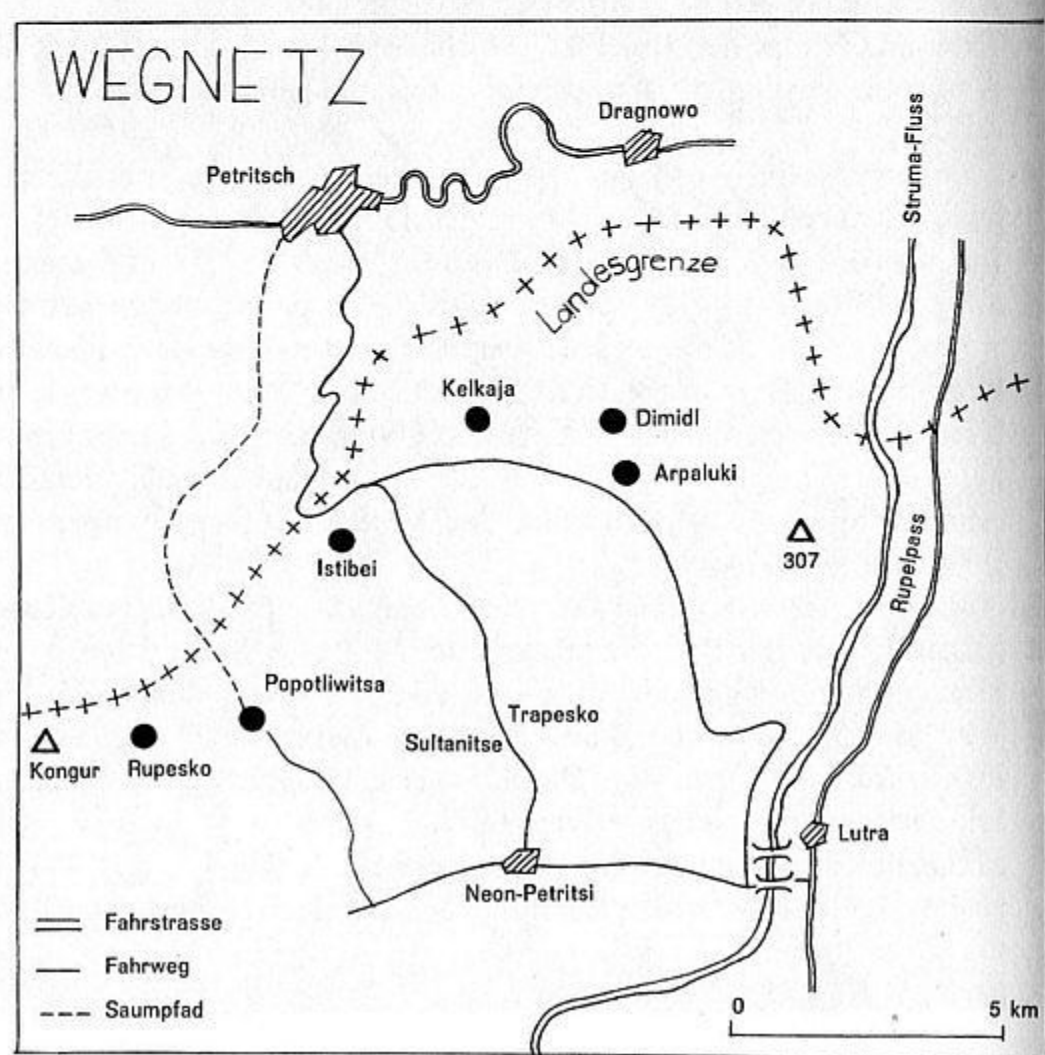 WEGNETZ
Dragnowo
Petritsch
Struma-Fluss
Landesgrenze
Kelkaja
Dimidl
Arpaluki
307
Istibei
Rupelpass
Popotliwitsa
Trapesko
Sultanitse
Kongur
Rupesko
Lutra
Neon-Petritsi
Fahrstrasse
Fahrweg
Saumpfad
0
5 km